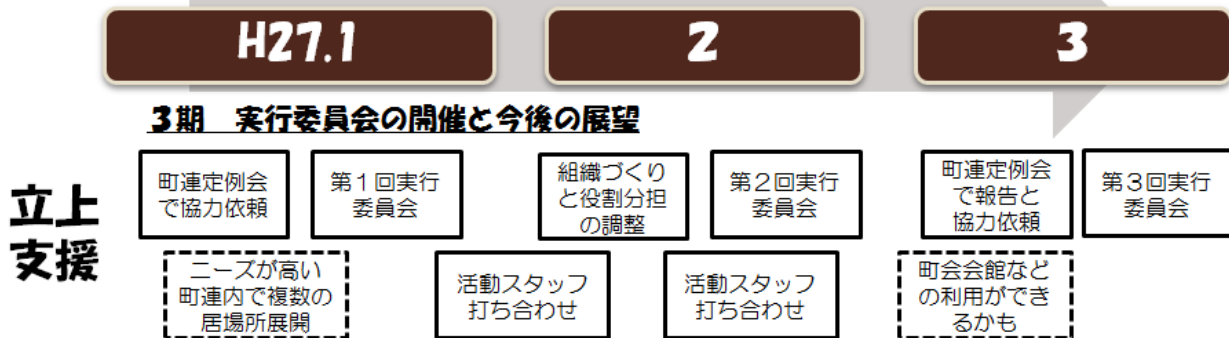 H27.1
2
3
3期　実行委員会の開催と今後の展望
立上
支援
町連定例会
で協力依頼
第1回実行
委員会
組織づくり
と役割分担
の調整
第2回実行
委員会
町連定例会
で報告と
協力依頼
第3回実行
委員会
ニーズが高い
町連内で複数の
居場所展開
活動スタッフ
打ち合わせ
活動スタッフ
打ち合わせ
町会会館など
の利用ができ
るかも